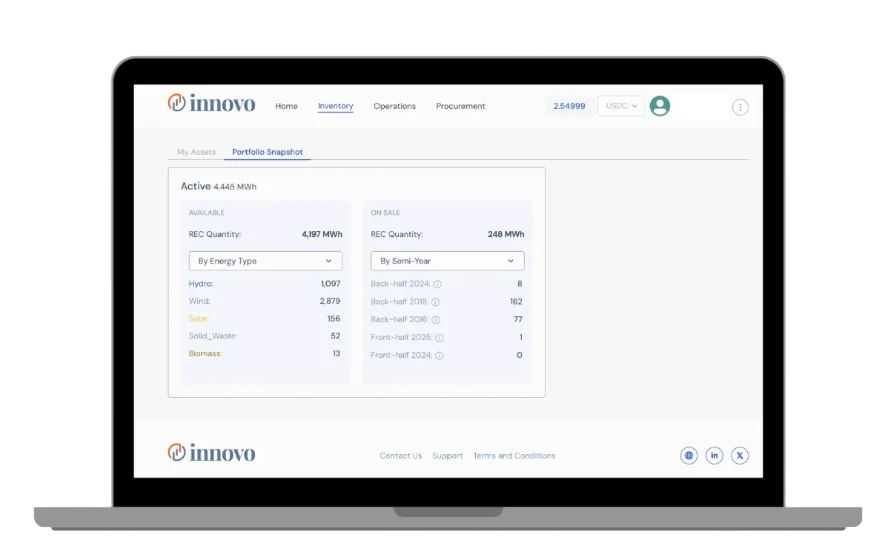 innovo Home Inventory Operations Procurement 2.54999 USDC
My Assets Portfolio Snapshot
Active 4,445 MWh
AVAILABLE
REC Quantity: 4,197 MWh
By Energy Type
Hydro: 1,097
Wind: 2,879
Solar: 156
Solid_Waste: 52
Biomass: 13
ON SALE
REC Quantity: 248 MWh
By Semi-Year
Back-half 2024: 8
Back-half 2018: 162
Back-half 2016: 77
Front-half 2025: 1
Front-half 2024: 0
innovo Contact Us Support Terms and Conditions in X